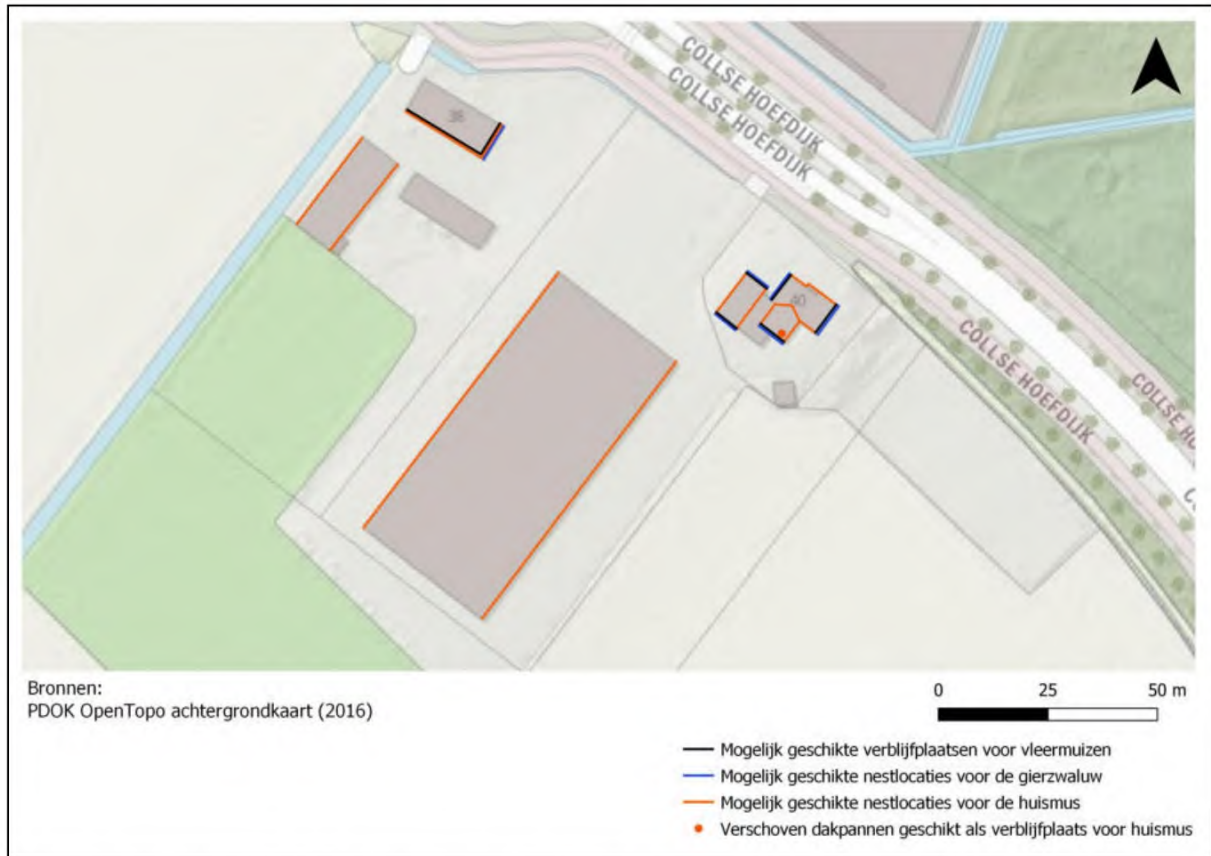 COLLSE HOEFDIJK
COLLSE HOEFDIJK
38
40
COLLSE HOEFDIJK
COLLSE HO
C
Bronnen:
PDOK OpenTopo achtergrondkaart (2016)
0 25 50 m
Mogelijk geschikte verblijfplaatsen voor vleermuizen
Mogelijk geschikte nestlocaties voor de gierzwaluw
Mogelijk geschikte nestlocaties voor de huismus
Verschoven dakpannen geschikt als verblijfplaats voor huismus